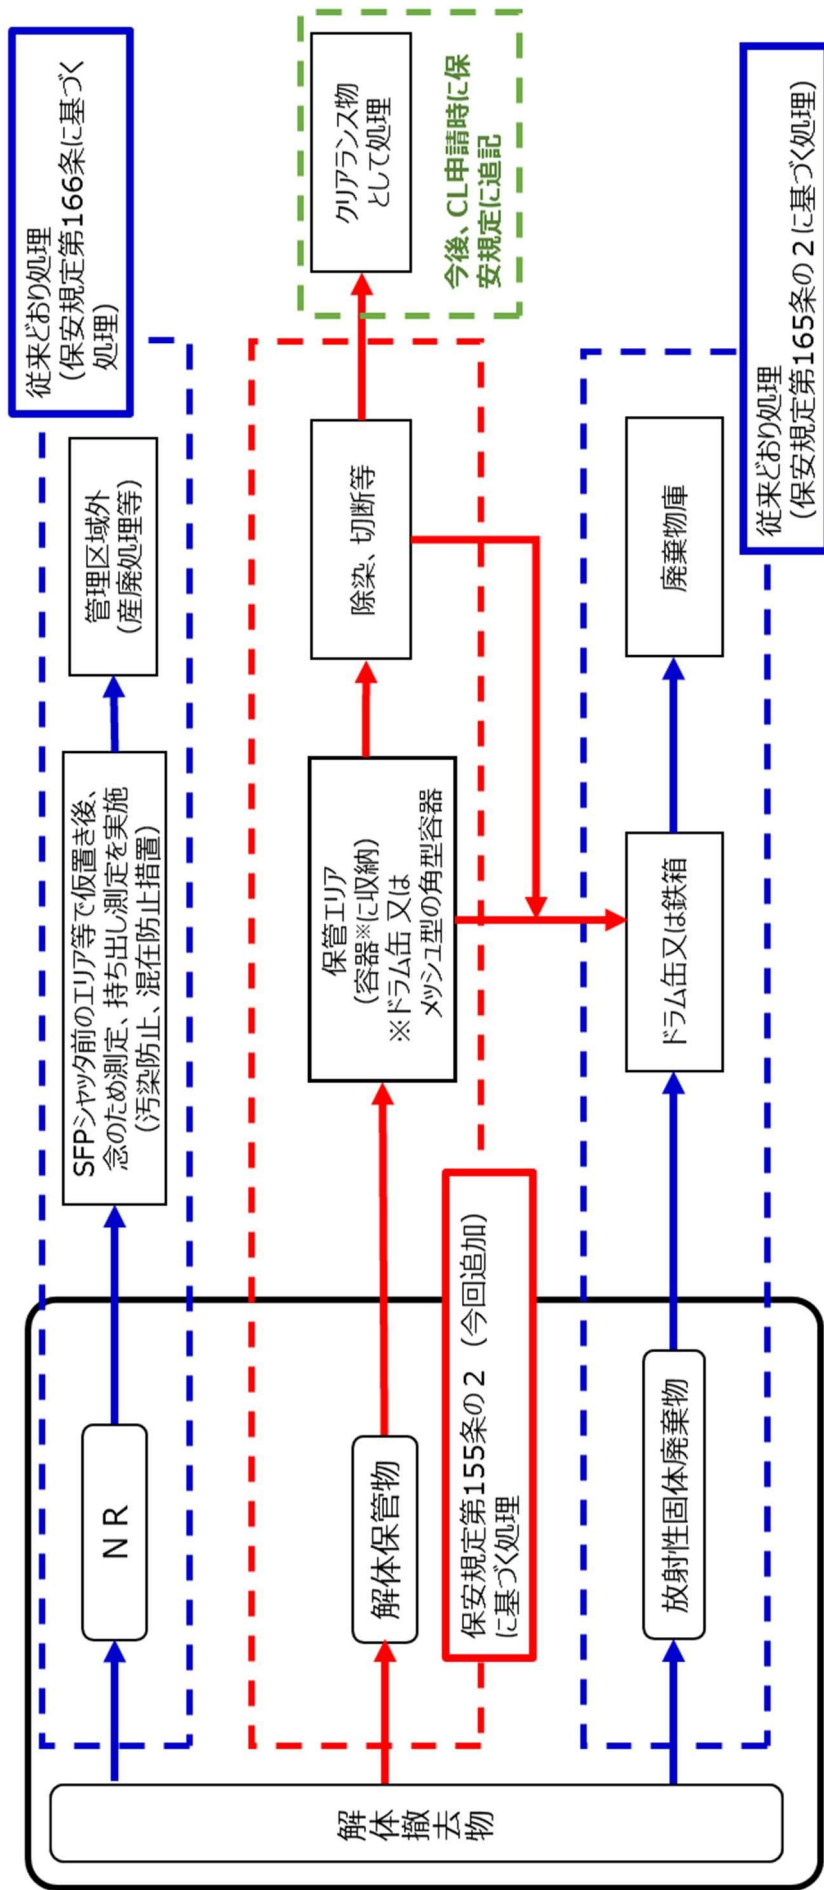 解体撤去物
ＮＲ
SFPシャッタ前のエリア等で仮置き後、
念のため測定、持ち出し測定を実施
（汚染防止、混在防止措置）
管理区域外
（産廃処理等）
従来どおり処理
（保安規定第166条に基づく
処理）
解体保管物
保安規定第155条の２（今回追加）
に基づく処理
保管エリア
（容器※に収納）
※ドラム缶 又は
メッシュ型の角型容器
除染、切断等
クリアランス物
として処理
今後、CL申請時に保
安規定に追記
放射性固体廃棄物
ドラム缶又は鉄箱
廃棄物庫
従来どおり処理
（保安規定第165条の２に基づく処理）